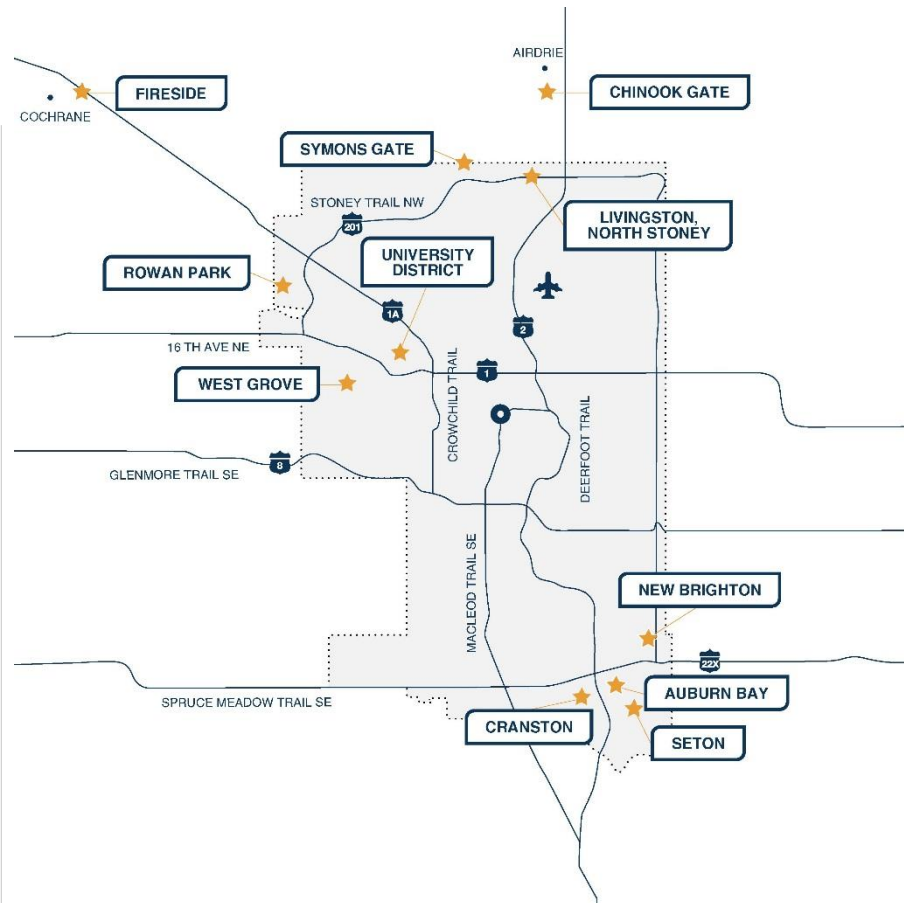 AIRDRIE
FIRESIDE
CHINOOK GATE
COCHRANE
SYMONS GATE
STONEY TRAIL NW
201
LIVINGSTON,
NORTH STONEY
UNIVERSITY
DISTRICT
ROWAN PARK
1A
2
16 TH AVE NE
1
WEST GROVE
CROWCHILD TRAIL
DEERFOOT TRAIL
8
GLENMORE TRAIL SE
MACLEOD TRAIL SE
NEW BRIGHTON
22X
AUBURN BAY
SPRUCE MEADOW TRAIL SE
CRANSTON
SETON